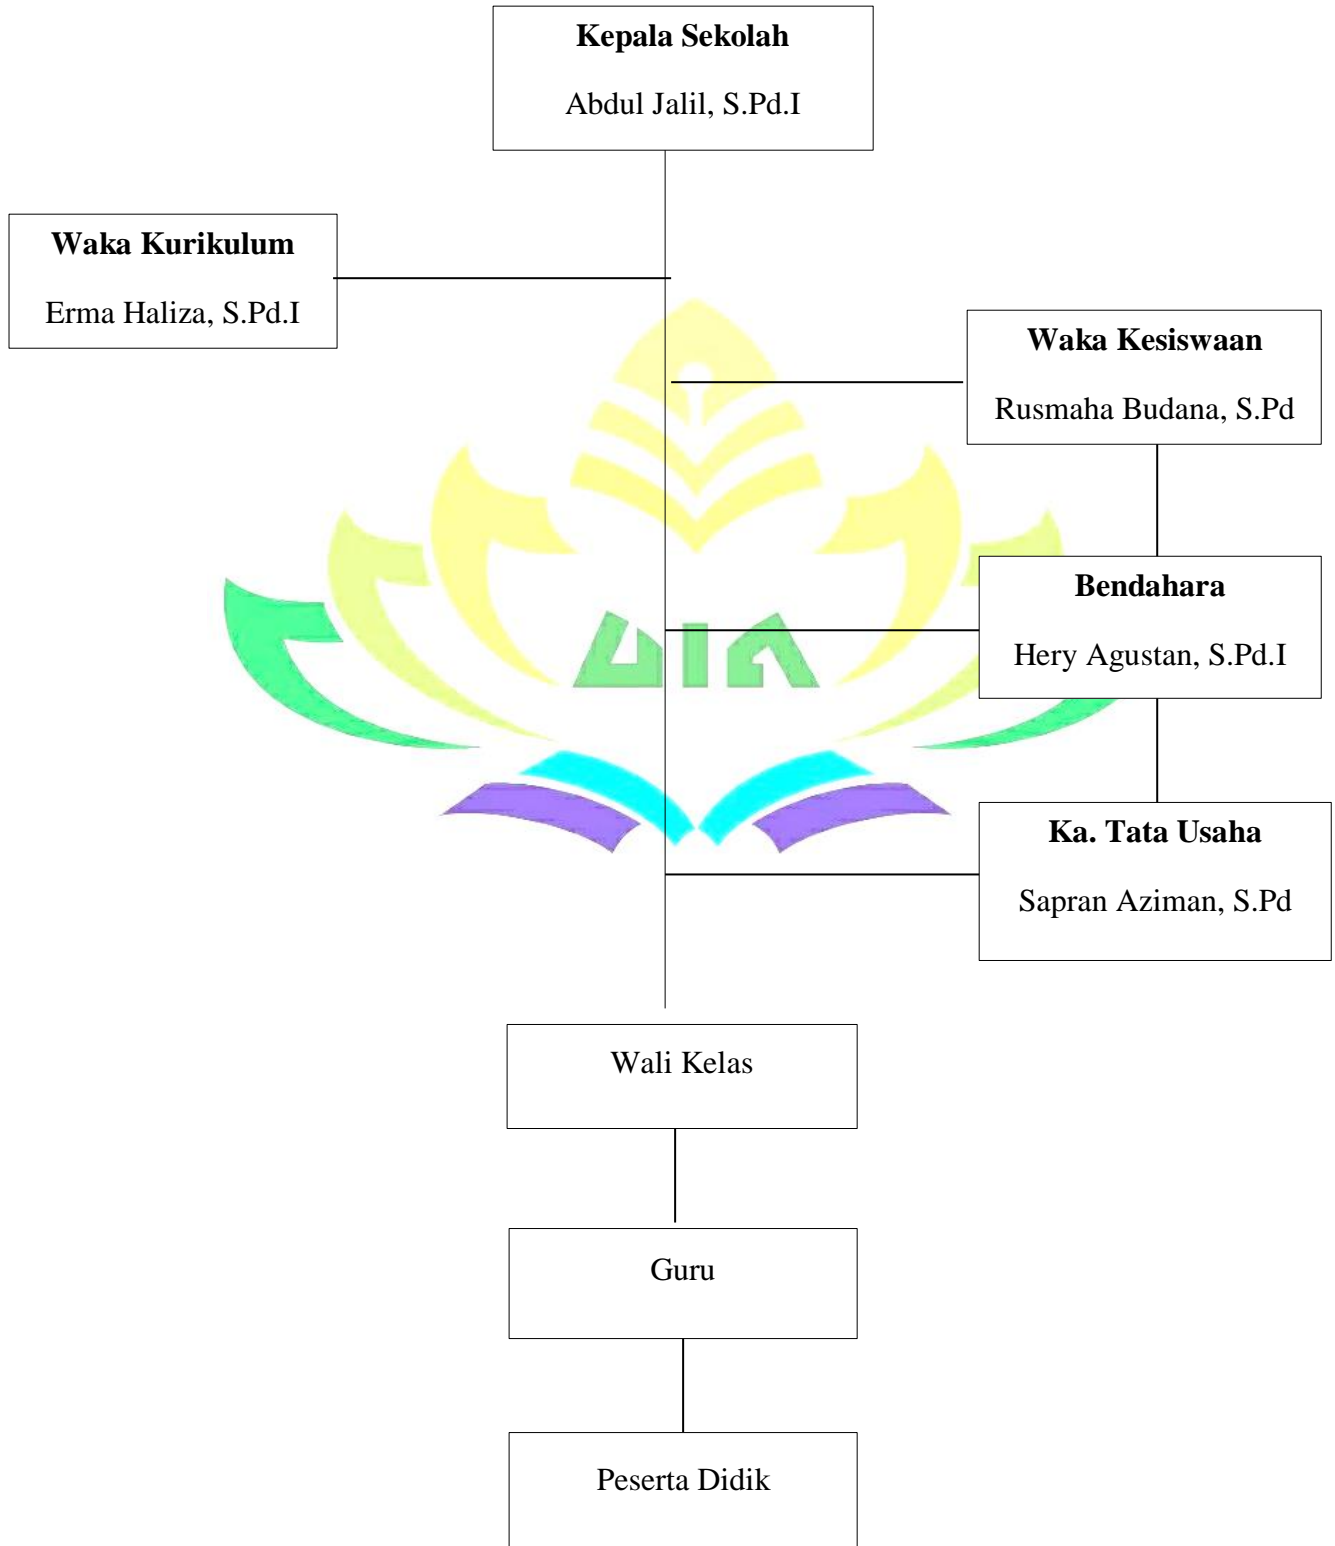 Kepala Sekolah
Abdul Jalil, S.Pd.I
Waka Kurikulum
Erma Haliza, S.Pd.I
Waka Kesiswaan
Rusmaha Budana, S.Pd
Bendahara
Hery Agustan, S.Pd.I
Ka. Tata Usaha
Sapran Aziman, S.Pd
Wali Kelas
Guru
Peserta Didik